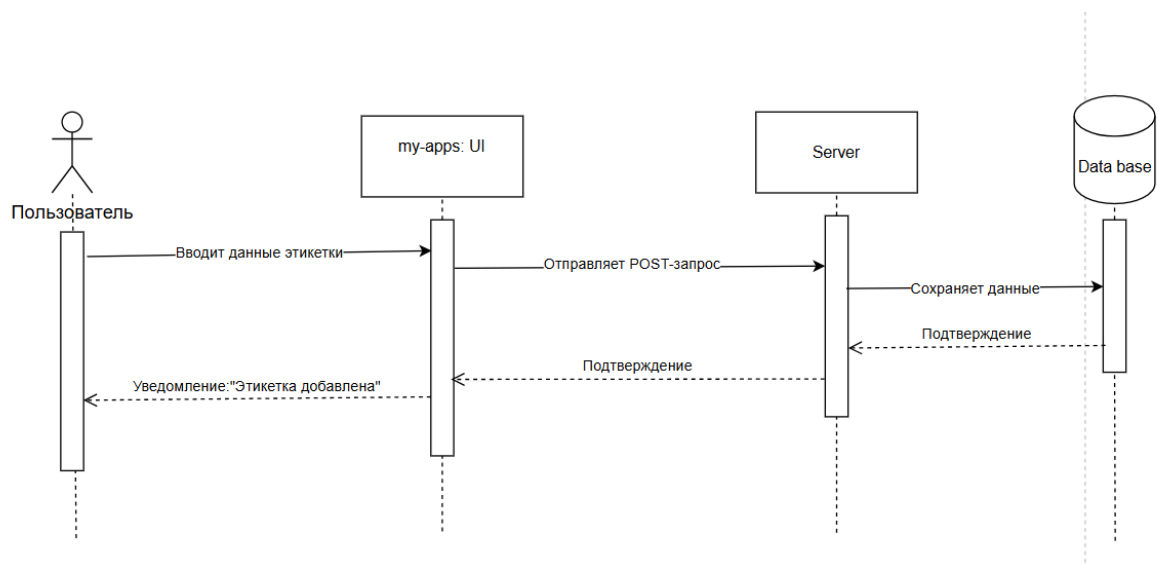 my-apps: UI
Server
Data base
Пользователь
Вводит данные этикетки
Отправляет POST-запрос
Сохраняет данные
Подтверждение
Подтверждение
Уведомление:"Этикетка добавлена"